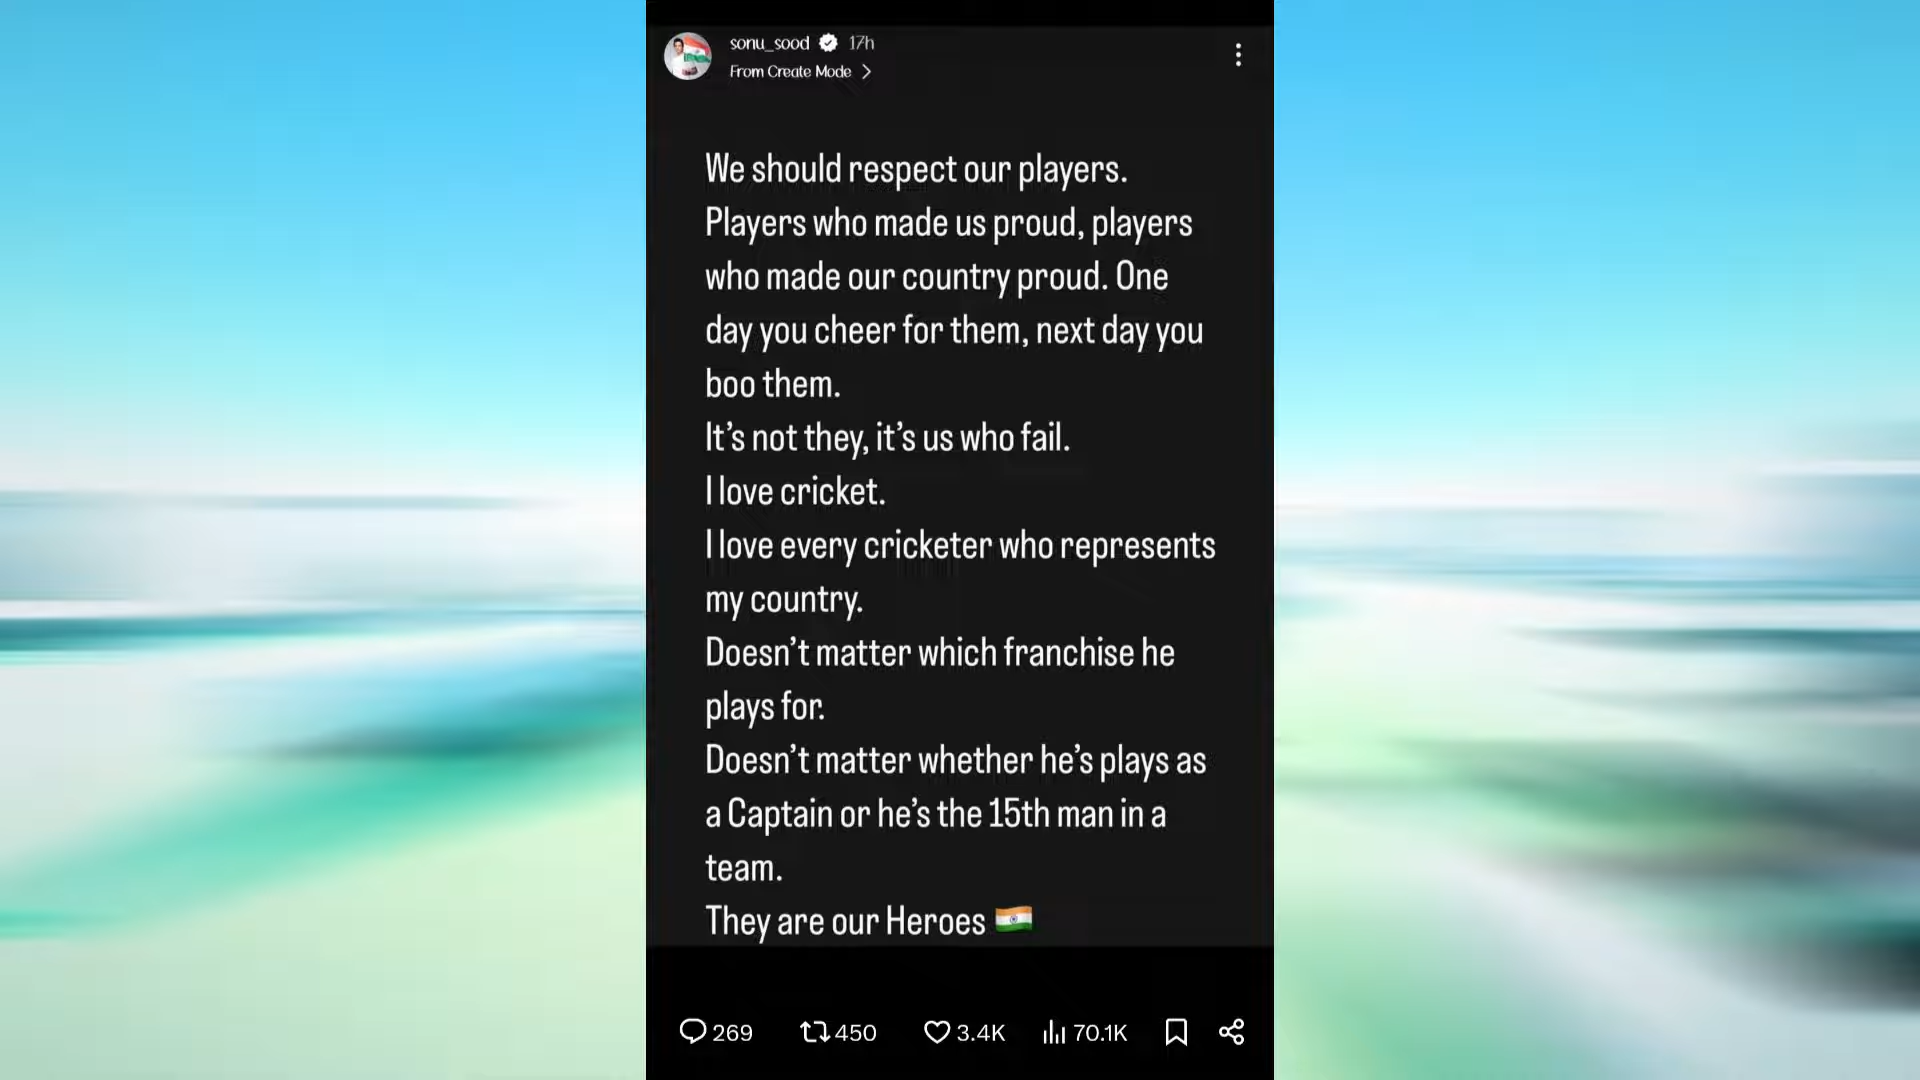 sonu_sood 17h
From Create Mode
We should respect our players.
Players who made us proud, players
who made our country proud. One
day you cheer for them, next day you
boo them.
It’s not they, it’s us who fail.
I love cricket.
I love every cricketer who represents
my country.
Doesn’t matter which franchise he
plays for.
Doesn’t matter whether he’s plays as
a Captain or he’s the 15th man in a
team.
They are our Heroes 🇮🇳
269 450 3.4K 70.1K